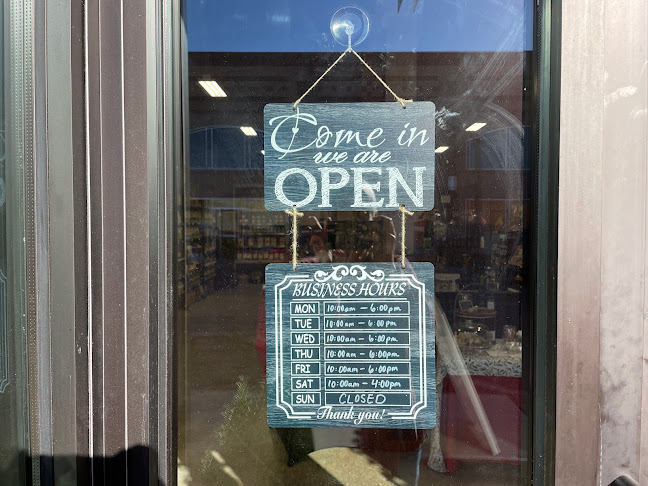 Come in
we are
OPEN
BUSINESS HOURS
MON 10:00am - 6:00pm
TUE 10:00am - 6:00pm
WED 10:00am - 6:00pm
THU 10:00am - 6:00pm
FRI 10:00am - 6:00pm
SAT 10:00am - 4:00pm
SUN CLOSED
Thank you!